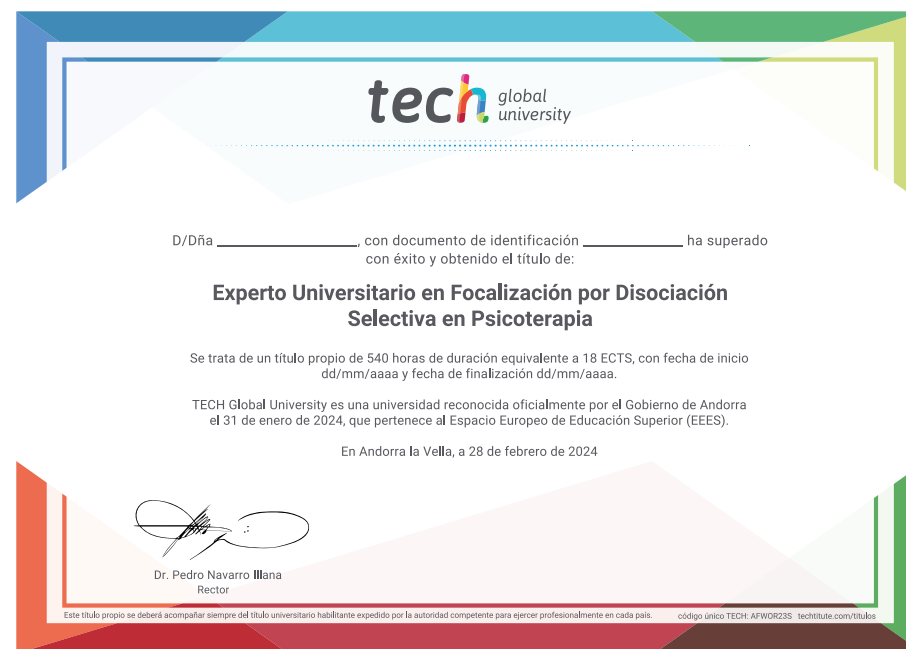 tech global university
D/Dña ________________, con documento de identificación ____________ ha superado
con éxito y obtenido el título de:
Experto Universitario en Focalización por Disociación
Selectiva en Psicoterapia
Se trata de un título propio de 540 horas de duración equivalente a 18 ECTS, con fecha de inicio
dd/mm/aaaa y fecha de finalización dd/mm/aaaa.
TECH Global University es una universidad reconocida oficialmente por el Gobierno de Andorra
el 31 de enero de 2024, que pertenece al Espacio Europeo de Educación Superior (EEES).
En Andorra la Vella, a 28 de febrero de 2024
Dr. Pedro Navarro Illana
Rector
Este título propio se deberá acompañar siempre del título universitario habilitante expedido por la autoridad competente para ejercer profesionalmente en cada país.
código único TECH: AFWOR23S techtitute.com/titulos